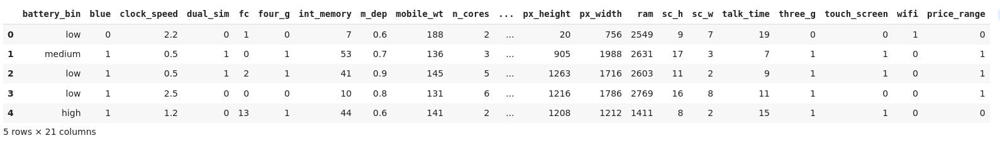 battery_bin blue clock_speed dual_sim fc four_g int_memory m_dep mobile_wt n_cores ... px_height px_width ram sc_h sc_w talk_time three_g touch_screen wifi price_range
0 low 0 2.2 0 1 0 7 0.6 188 2 ... 20 756 2549 9 7 19 0 0 1 0
1 medium 1 0.5 1 0 1 53 0.7 136 3 ... 905 1988 2631 17 3 7 1 1 0 1
2 low 1 0.5 1 2 1 41 0.9 145 5 ... 1263 1716 2603 11 2 9 1 1 0 1
3 low 1 2.5 0 0 0 10 0.8 131 6 ... 1216 1786 2769 16 8 11 1 0 0 1
4 high 1 1.2 0 13 1 44 0.6 141 2 ... 1208 1212 1411 8 2 15 1 1 0 0
5 rows × 21 columns